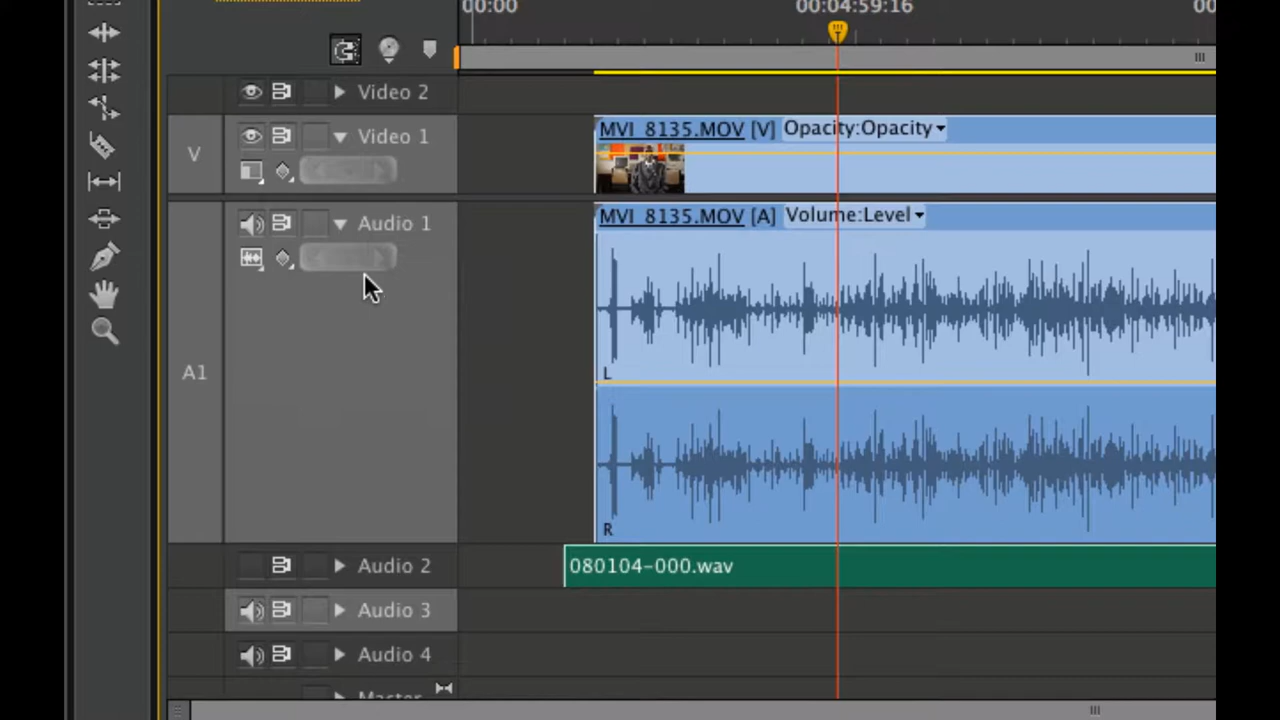 00:00
00:04:59:16
00
Video 2
V
Video 1
MVI_8135.MOV [V] Opacity:Opacity
A1
Audio 1
MVI_8135.MOV [A] Volume:Level
L
R
Audio 2
080104-000.wav
Audio 3
Audio 4
Master